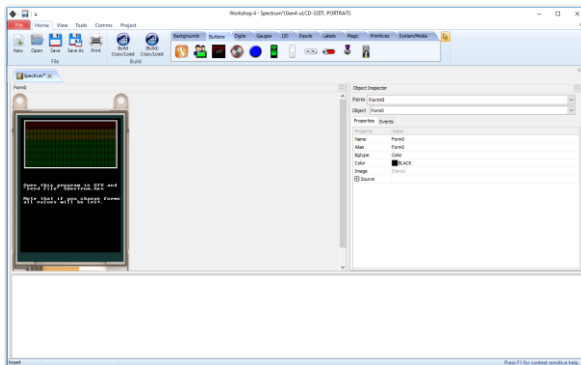 Workshop 4 - Spectrum*(Gen4-uLCD-32DT, PORTRAIT)
File Home View Tools Comms Project
New Open Save Save As Print
Build Copy/Load
(Build) Copy/Load
File Build
Backgrounds Buttons Digits Gauges I/O Inputs Labels Magic Primitives System/Media
Spectrum* x
Form0
Open this program in GTX and
Send File' Spectrum.hex
Note that if you choose forms
all values will be lost.
Object Inspector
Form Form0
Object Form0
Properties Events
Property Value
Name Form0
Alias Form0
Bgtype Color
Color BLACK
Image (None)
Source
Insert
Press F1 for context sensitive help.